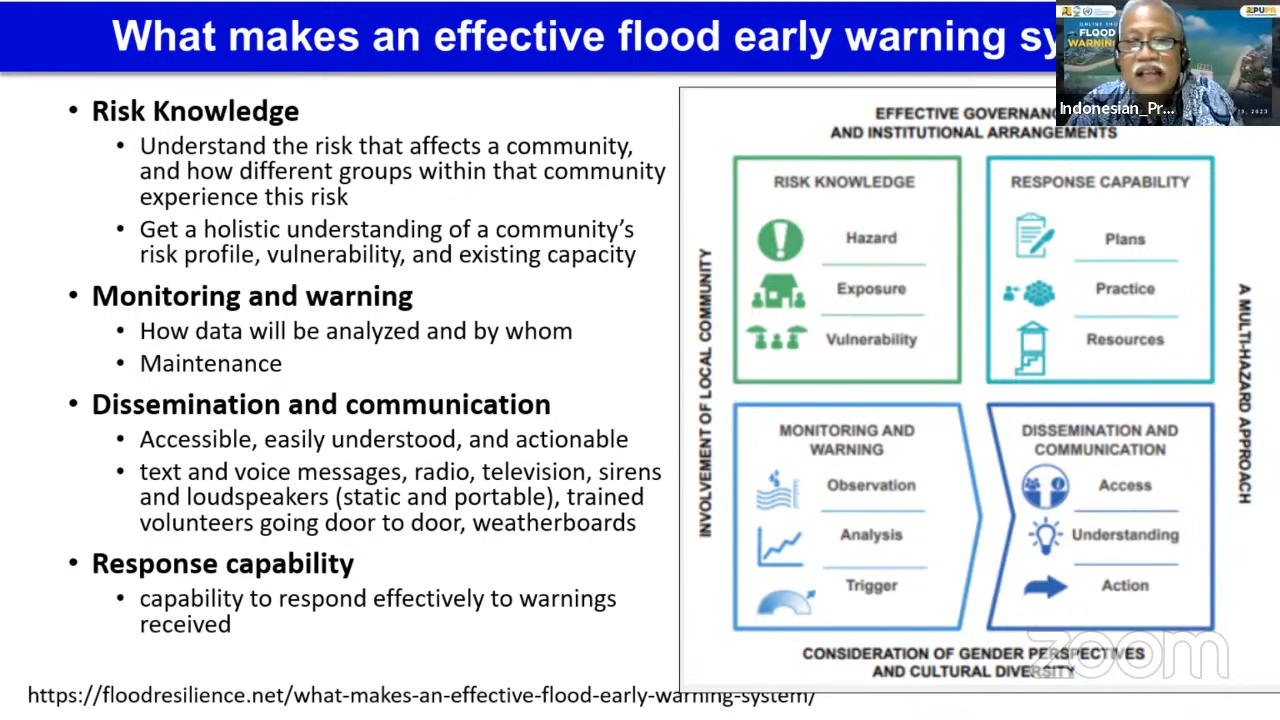 What makes an effective flood early warning sy
• Risk Knowledge
• Understand the risk that affects a community,
and how different groups within that community
experience this risk
• Get a holistic understanding of a community’s
risk profile, vulnerability, and existing capacity
• Monitoring and warning
• How data will be analyzed and by whom
• Maintenance
• Dissemination and communication
• Accessible, easily understood, and actionable
• text and voice messages, radio, television, sirens
and loudspeakers (static and portable), trained
volunteers going door to door, weatherboards
• Response capability
• capability to respond effectively to warnings
received
https://floodresilience.net/what-makes-an-effective-flood-early-warning-system/
EFFECTIVE GOVERNANC
AND INSTITUTIONAL ARRANGEMENTS
INVOLVEMENT OF LOCAL COMMUNITY
RISK KNOWLEDGE
Hazard
Exposure
Vulnerability
RESPONSE CAPABILITY
Plans
Practice
Resources
MONITORING AND
WARNING
Observation
Analysis
Trigger
DISSEMINATION AND
COMMUNICATION
Access
Understanding
Action
A MULTI-HAZARD APPROACH
CONSIDERATION OF GENDER PERSPECTIVES
AND CULTURAL DIVERSITY
zoom
PUPR
FLOOD
WARNING
2023
Indonesian_Pr...